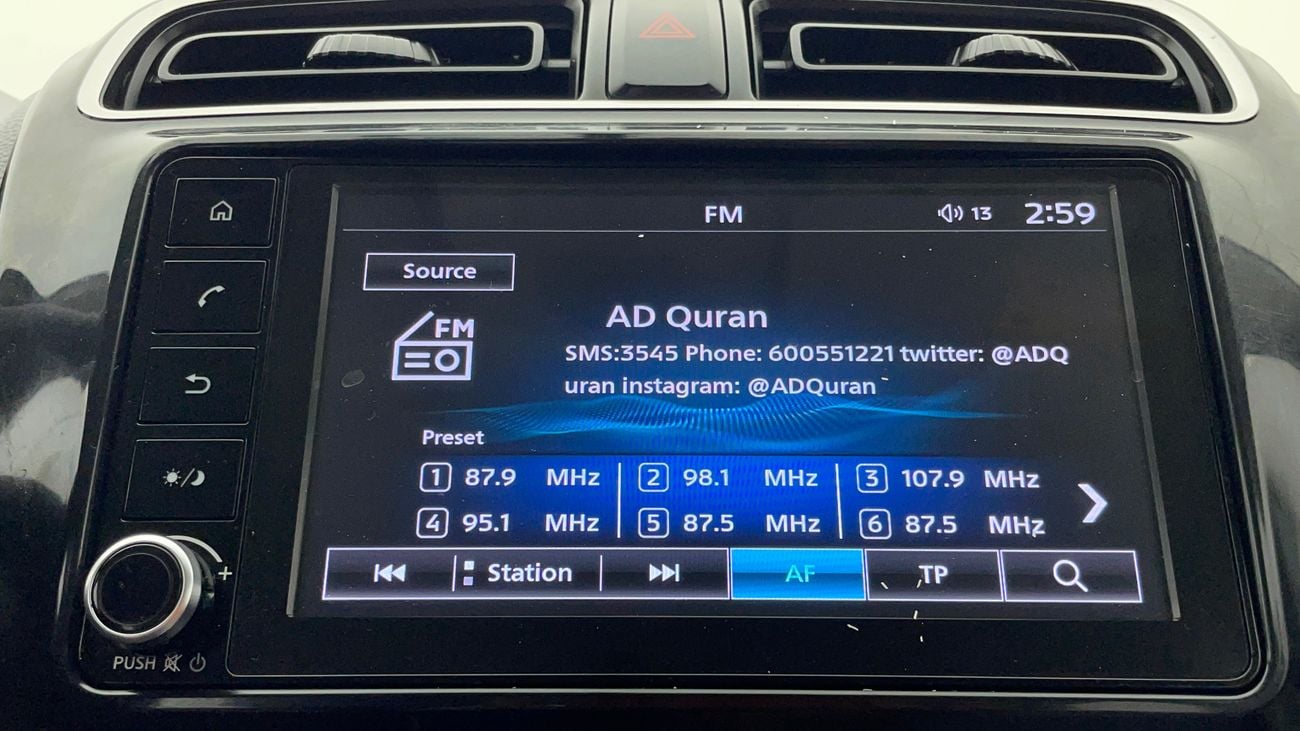 FM 13 2:59
Source
FM
AD Quran
SMS:3545 Phone: 600551221 twitter: @ADQ
uran instagram: @ADQuran
Preset
1 87.9 MHz 2 98.1 MHz 3 107.9 MHz
4 95.1 MHz 5 87.5 MHz 6 87.5 MHz
Station AF TP
+
PUSH